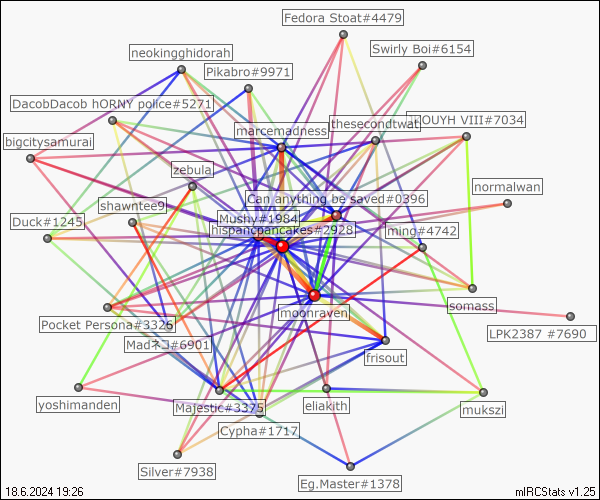 Fedora Stoat#4479
neokingghidorah
Swirly Boi#6154
Pikabro#9971
DacobDacob hORNY police#5271
marcemadness
thesecondtwat
OUYH VIII#7034
bigcitysamurai
zebula
normalwan
Can anything be saved#0396
shawntee9
Mushy#1984
Duck#1245
hispancpancakes#2928
ming#4742
somass
moonraven
LPK2387 #7690
Pocket Persona#3326
Madネコ#6901
frisout
yoshimanden
Majestic#3375
eliakith
mukszi
Cypha#1717
Silver#7938
Eg.Master#1378
18.6.2024 19:26
mIRCStats v1.25